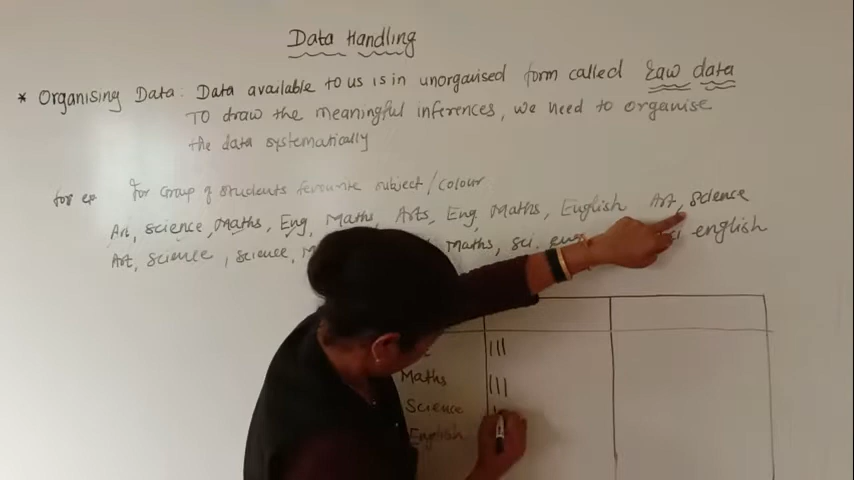 Data Handling
* Organising Data : Data available to us is in unorganised form called Raw data
To draw the meaningful inferences, we need to organise
the data systematically
for ex for Group of students favourite subject/colour
Art, science, Maths, Eng, Maths, Arts, Eng, Maths, English Art, science
Art, Science, science, Maths, sci. eng english
|||
Maths |||
Science
English